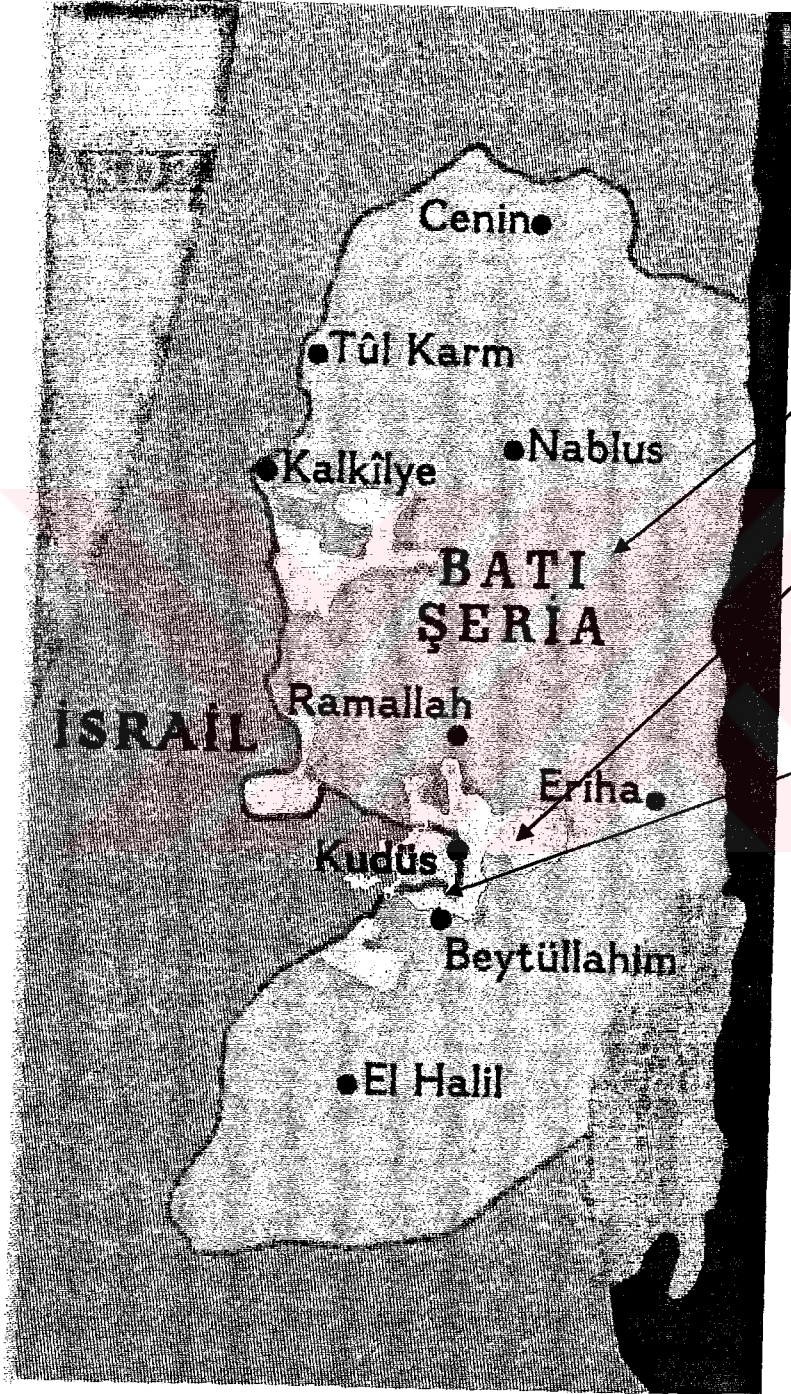 Cenin
Tûl Karm
Nablus
Kalkîlye
BATI
ŞERİA
Ramallah
İSRAİL
Eriha
Kudüs
Beytüllahim
El Halil